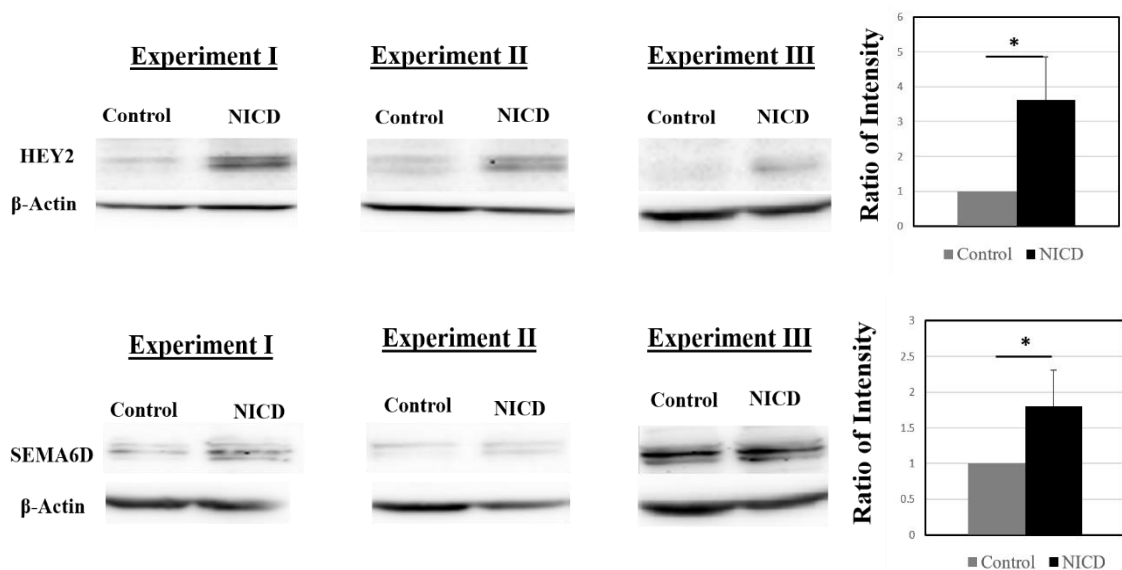 Experiment I
Experiment II
Experiment III
Control NICD
Control NICD
Control NICD
HEY2
β-Actin
Ratio of Intensity
6
5
4
3
2
1
0
*
Control NICD
Experiment I
Experiment II
Experiment III
Control NICD
Control NICD
Control NICD
SEMA6D
β-Actin
Ratio of Intensity
3
2.5
2
1.5
1
0.5
0
*
Control NICD